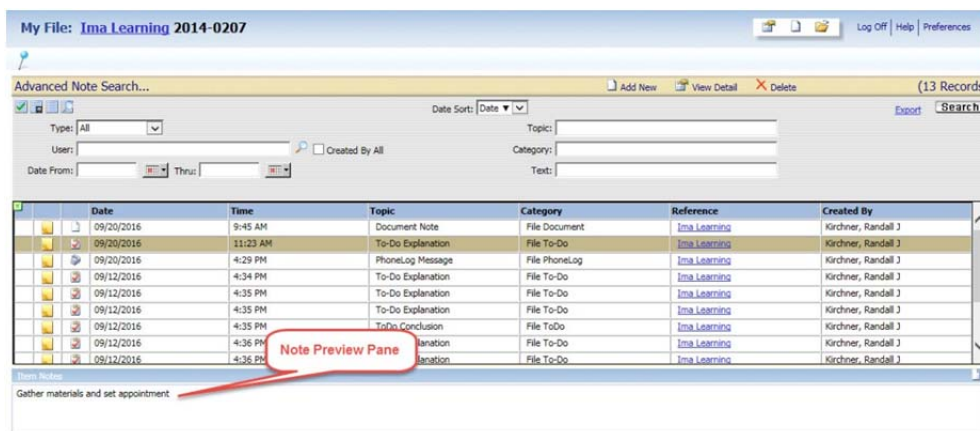 My File: Ima Learning 2014-0207
Log Off | Help | Preferences
Advanced Note Search...
Add New View Detail Delete (13 Records
Date Sort: Date ▼ Export Search
Type: All Topic:
User: Created By All Category:
Date From: Thru: Text:
Date Time Topic Category Reference Created By
09/20/2016 9:45 AM Document Note File Document Ima Learning Kirchner, Randall J
09/20/2016 11:23 AM To-Do Explanation File To-Do Ima Learning Kirchner, Randall J
09/20/2016 4:29 PM PhoneLog Message File PhoneLog Ima Learning Kirchner, Randall J
09/12/2016 4:34 PM To-Do Explanation File To-Do Ima Learning Kirchner, Randall J
09/12/2016 4:35 PM To-Do Explanation File To-Do Ima Learning Kirchner, Randall J
09/12/2016 4:35 PM To-Do Explanation File To-Do Ima Learning Kirchner, Randall J
09/12/2016 4:35 PM ToDo Conclusion File ToDo Ima Learning Kirchner, Randall J
09/12/2016 4:36 PM lanation File To-Do Ima Learning Kirchner, Randall J
09/12/2016 4:36 PM lanation File To-Do Ima Learning Kirchner, Randall J
Note Preview Pane
Item Notes
Gather materials and set appointment